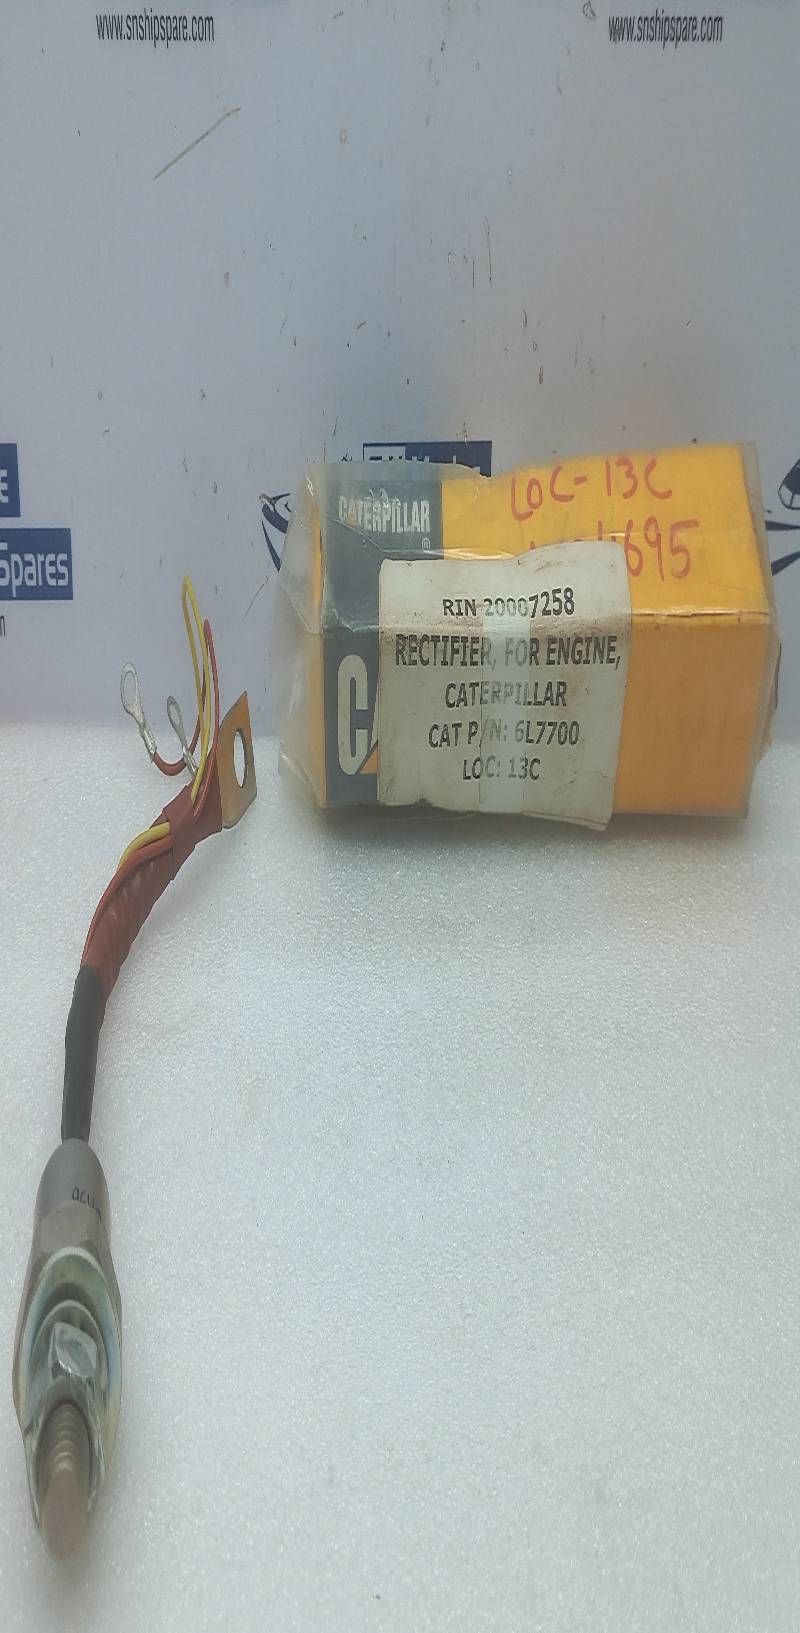 www.snshipspare.com
www.snshipspare.com
Spares
CATERPILLAR
®
LOC-13C
RIN 20007258
RECTIFIER, FOR ENGINE,
CATERPILLAR
CAT P/N: 6L7700
LOC: 13C